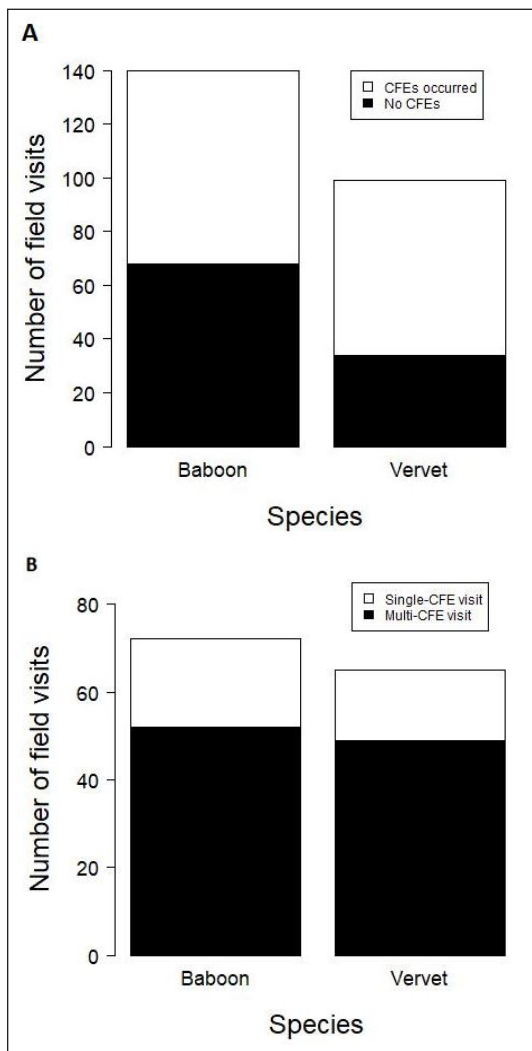 A
Number of field visits
140
120
100
80
60
40
20
0
CFEs occurred
No CFEs
Baboon
Vervet
Species
B
Number of field visits
80
60
40
20
0
Single-CFE visit
Multi-CFE visit
Baboon
Vervet
Species